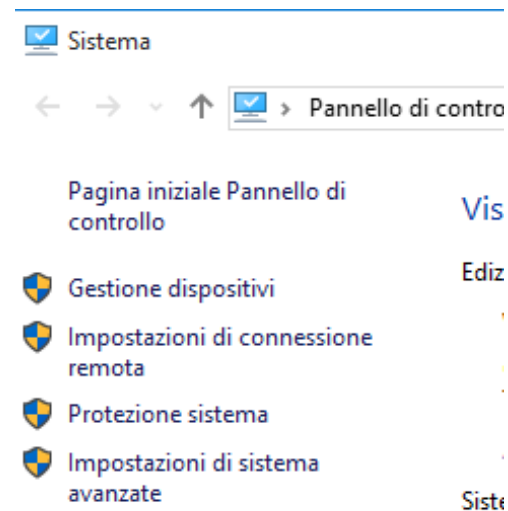 Sistema
Pannello di contro
Pagina iniziale Pannello di
controllo
Vis
Gestione dispositivi
Ediz
Impostazioni di connessione
remota
Protezione sistema
Impostazioni di sistema
avanzate
Siste